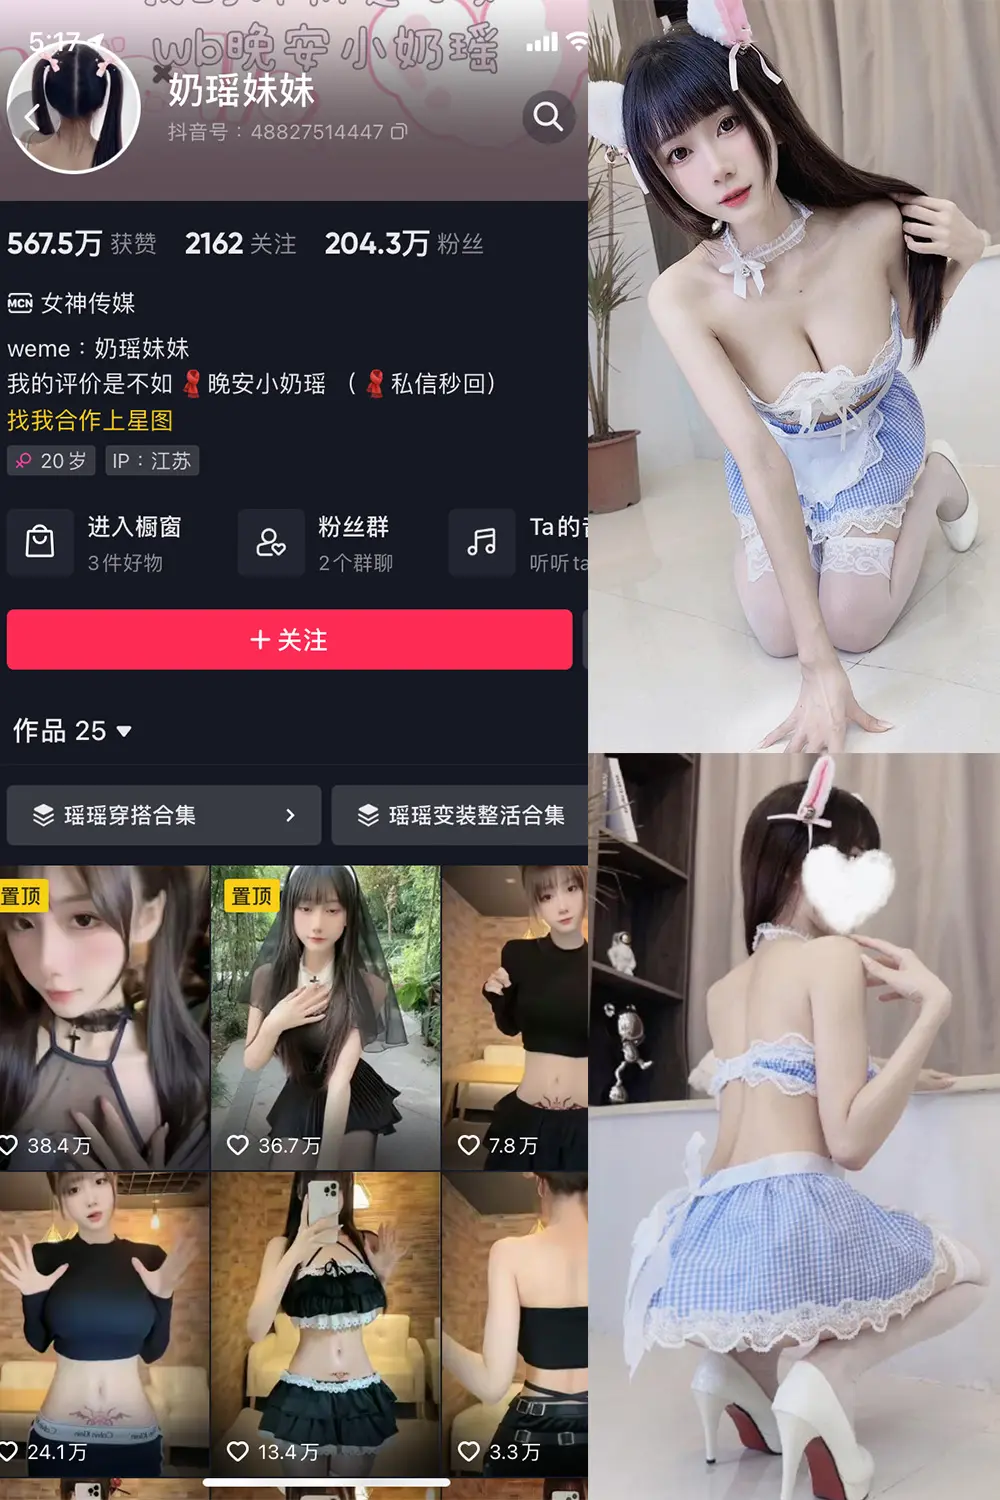 5:17
wb晚安小奶瑶
奶瑶妹妹
抖音号：48827514447
567.5万 获赞 2162 关注 204.3万 粉丝
MCN 女神传媒
weme：奶瑶妹妹
我的评价是不如 晚安小奶瑶 （ 私信秒回）
找我合作上星图
20岁 IP：江苏
进入橱窗 粉丝群 Ta的
3件好物 2个群聊 听听ta
关注
作品 25
瑶瑶穿搭合集 瑶瑶变装整活合集
置顶 置顶
38.4万 36.7万 7.8万
24.1万 13.4万 3.3万